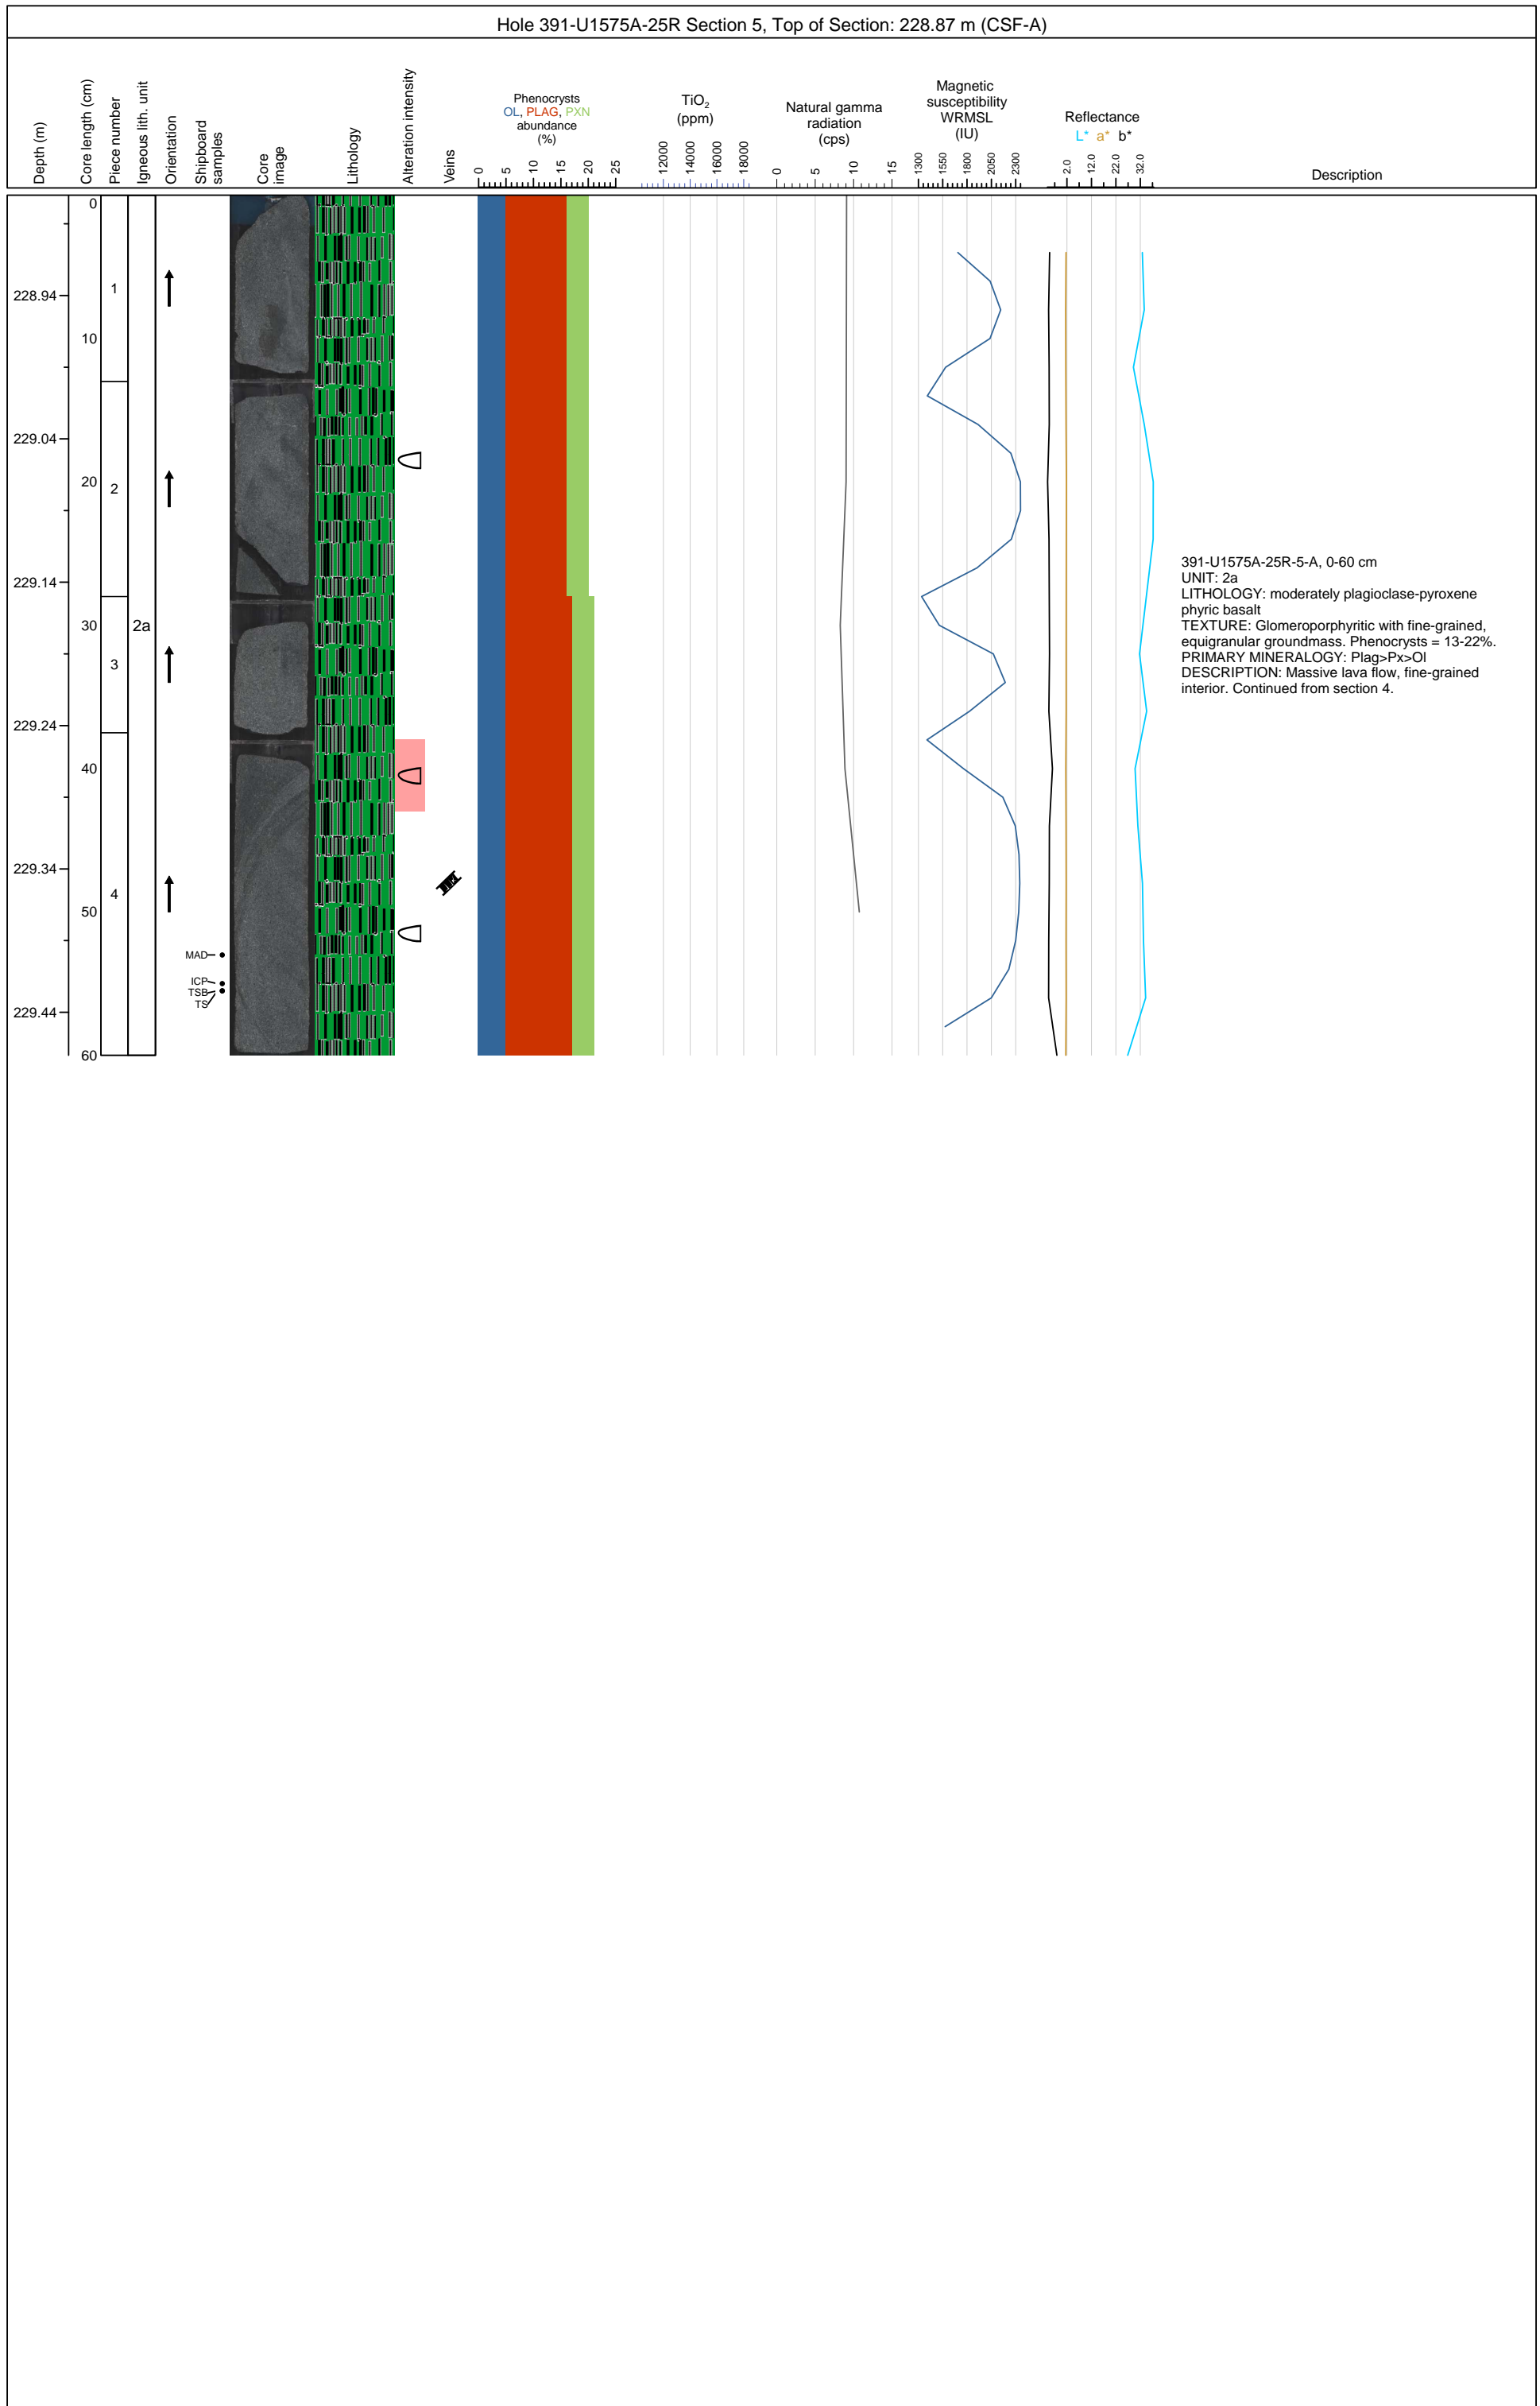 Hole 391-U1575A-25R Section 5, Top of Section: 228.87 m (CSF-A)
Depth (m)
Core length (cm)
Piece number
Igneous lith. unit
Orientation
Shipboard
samples
Core
image
Lithology
Alteration intensity
Veins
Phenocrysts
OL, PLAG, PXN
abundance
(%)
0 5 10 15 20 25
TiO2
(ppm)
12000 14000 16000 18000
Natural gamma
radiation
(cps)
0 5 10 15
Magnetic
susceptibility
WRMSL
(IU)
1300 1550 1800 2050 2300
Reflectance
L* a* b*
2.0 12.0 22.0 32.0
Description
0
1
228.94
10
229.04
20
2
229.14
30
2a
3
229.24
40
229.34
4
50
MAD
ICP
TSB
TS
229.44
60
391-U1575A-25R-5-A, 0-60 cm
UNIT: 2a
LITHOLOGY: moderately plagioclase-pyroxene
phyric basalt
TEXTURE: Glomeroporphyritic with fine-grained,
equigranular groundmass. Phenocrysts = 13-22%.
PRIMARY MINERALOGY: Plag>Px>Ol
DESCRIPTION: Massive lava flow, fine-grained
interior. Continued from section 4.